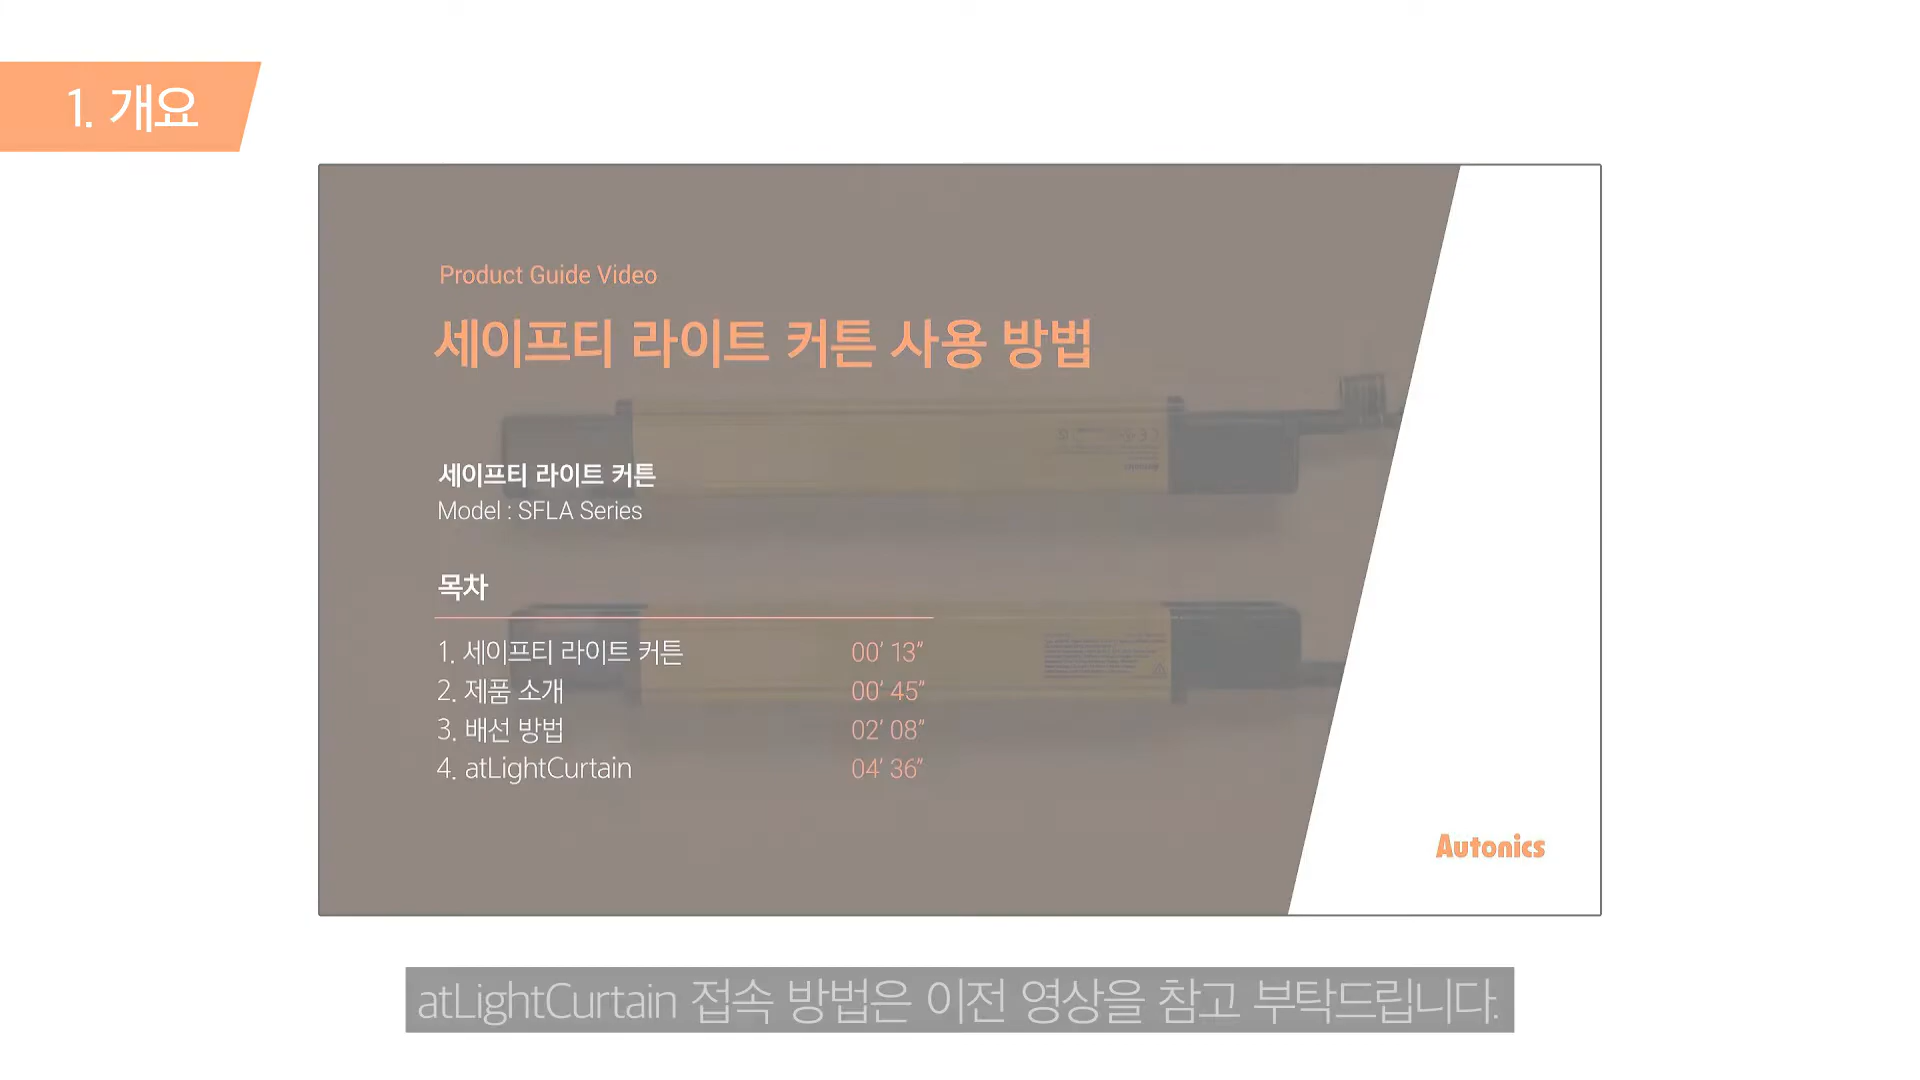 1. 개요
Product Guide Video
세이프티 라이트 커튼 사용 방법
세이프티 라이트 커튼
Model : SFLA Series
목차
1. 세이프티 라이트 커튼 00’ 13”
2. 제품 소개 00’ 45”
3. 배선 방법 02’ 08”
4. atLightCurtain 04’ 36”
Autonics
atLightCurtain 접속 방법은 이전 영상을 참고 부탁드립니다.